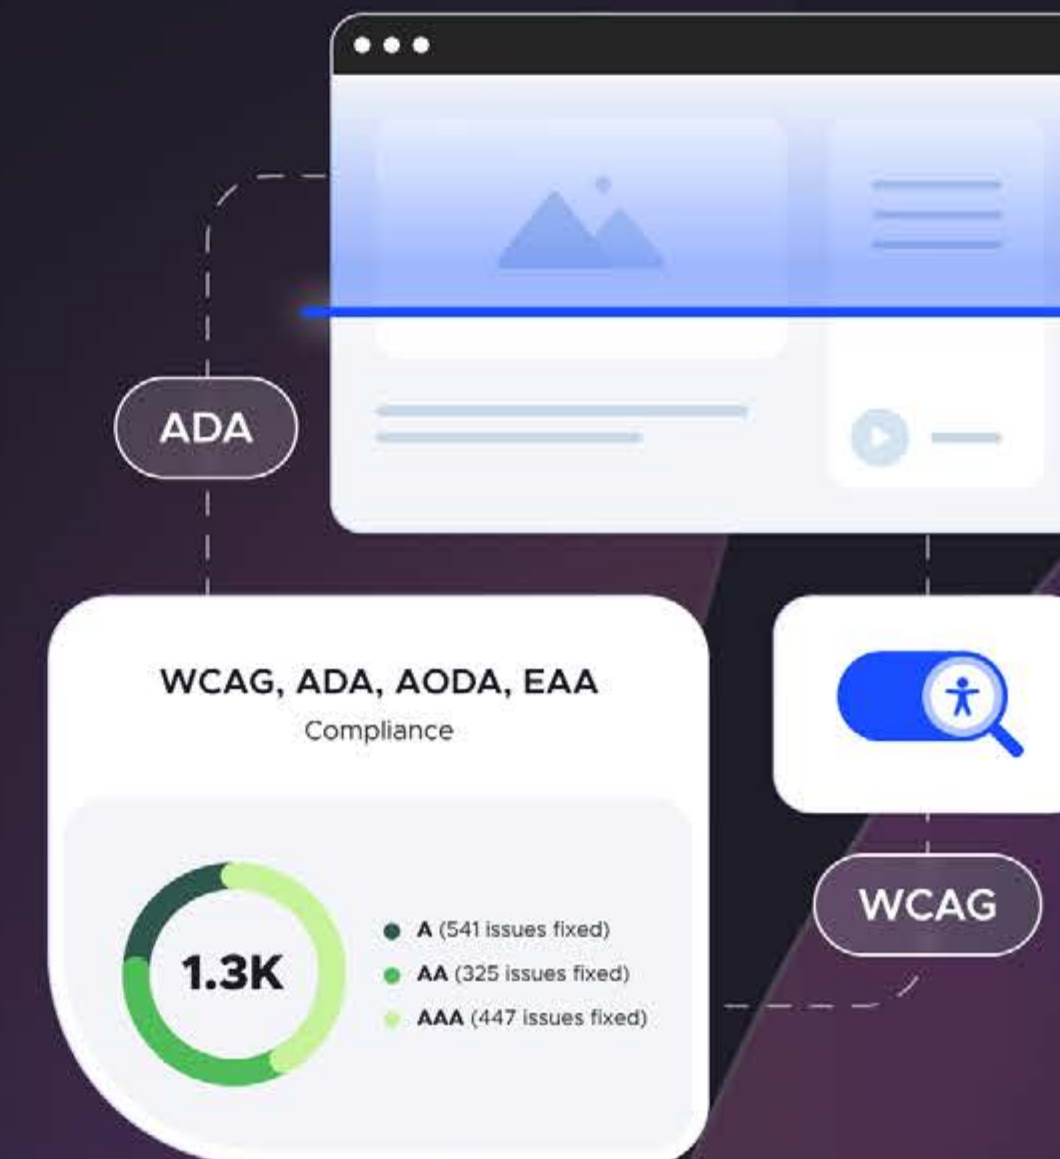 ADA
WCAG, ADA, AODA, EAA
Compliance
1.3K
A (541 issues fixed)
AA (325 issues fixed)
AAA (447 issues fixed)
WCAG